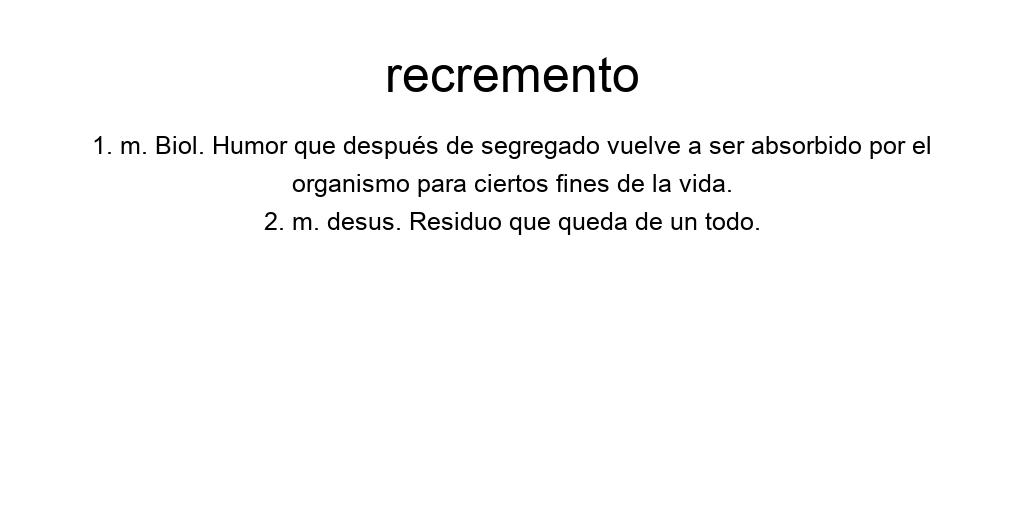 recremento
1. m. Biol. Humor que después de segregado vuelve a ser absorbido por el
organismo para ciertos fines de la vida.
2. m. desus. Residuo que queda de un todo.